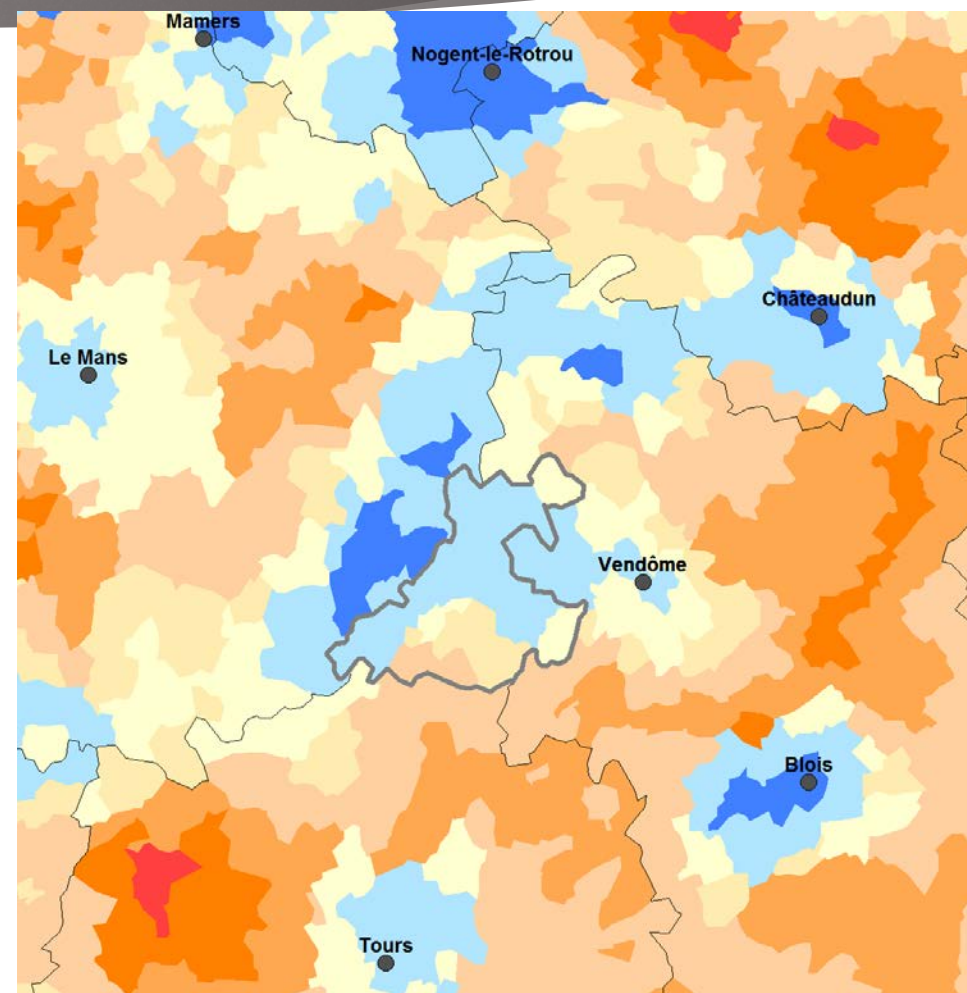 Mamers
Nogent-le-Rotrou
Châteaudun
Le Mans
Vendôme
Blois
Tours